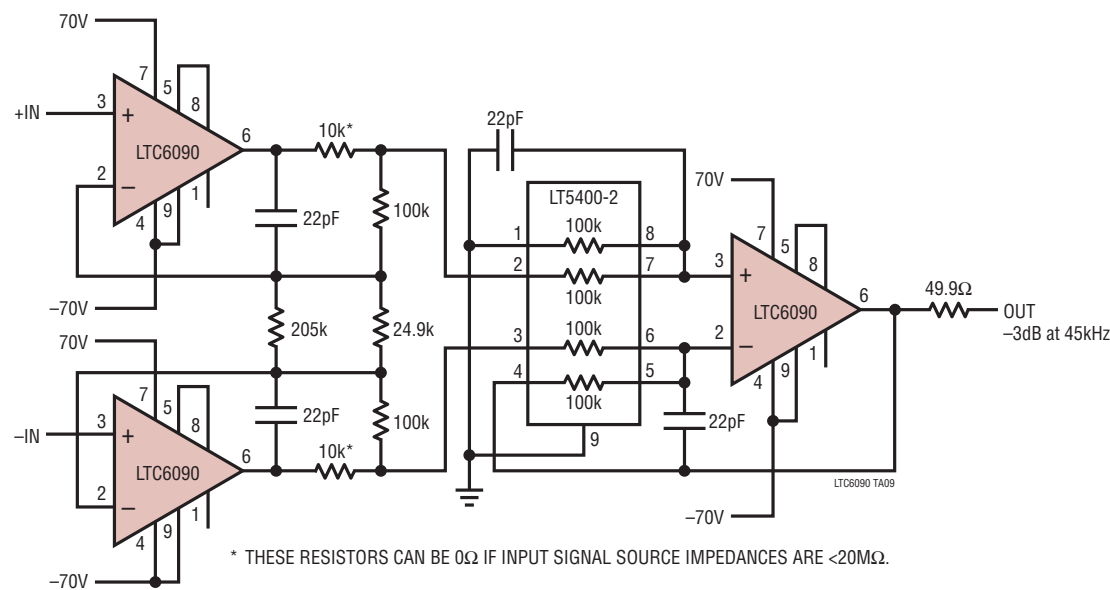 70V
7
5
8
3
+IN
+
LTC6090
6
2
–
1
4
9
–70V
10k*
22pF
100k
205k
24.9k
70V
7
5
8
–IN
3
+
LTC6090
6
2
–
1
4
9
–70V
22pF
10k*
100k
22pF
LT5400-2
1
100k
8
2
100k
7
3
100k
6
4
100k
5
9
22pF
70V
7
5
8
3
+
LTC6090
6
2
–
1
4
9
–70V
49.9Ω
OUT
–3dB at 45kHz
LTC6090 TA09
* THESE RESISTORS CAN BE 0Ω IF INPUT SIGNAL SOURCE IMPEDANCES ARE <20MΩ.